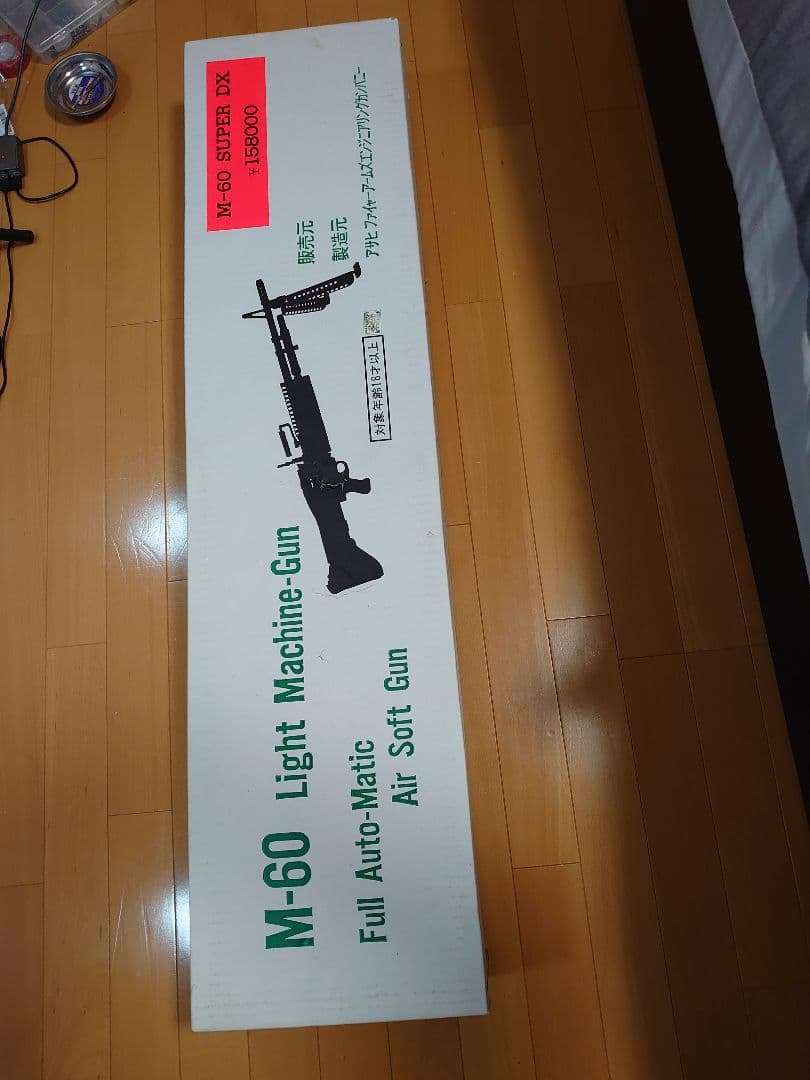 M-60 SUPER DX
¥158000
M-60 Light Machine-Gun
Full Auto-Matic
Air Soft Gun
対象年齢18才以上
販売元
製造元
アサヒ ファイヤーアームズエンジニアリングカンパニー